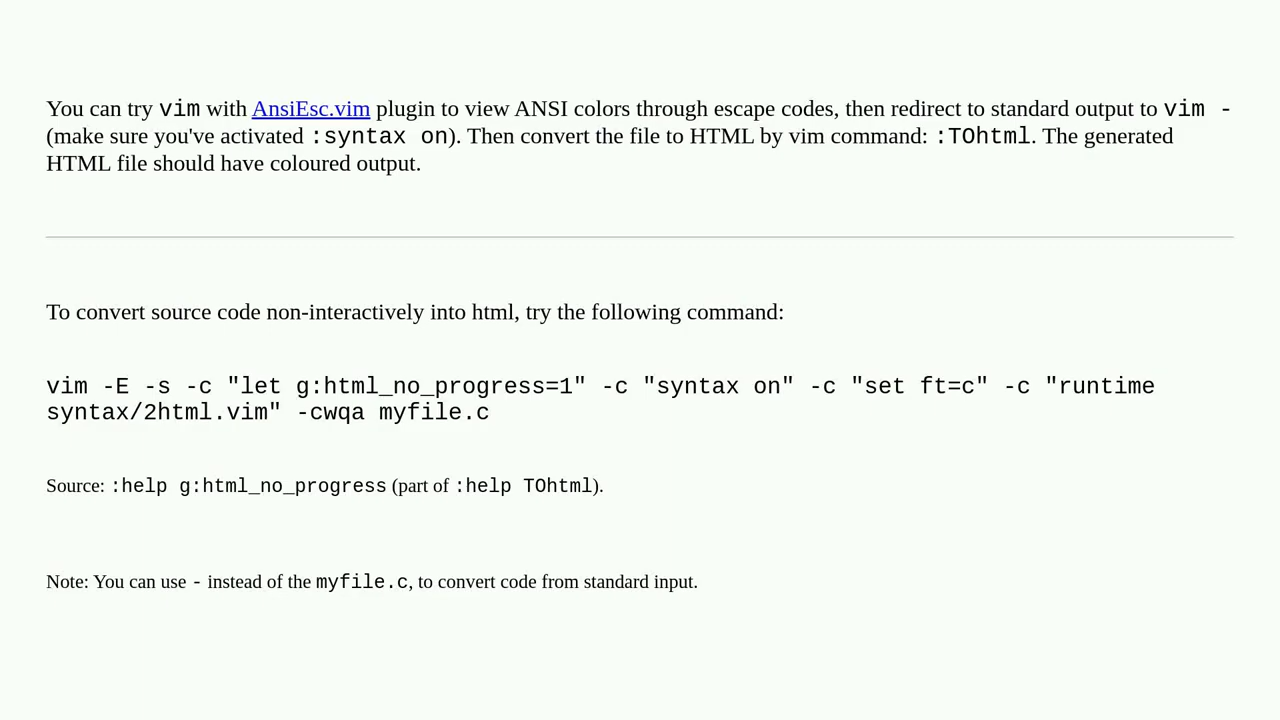 You can try vim with AnsiEsc.vim plugin to view ANSI colors through escape codes, then redirect to standard output to vim -
(make sure you've activated :syntax on). Then convert the file to HTML by vim command: :TOhtml. The generated
HTML file should have coloured output.
To convert source code non-interactively into html, try the following command:
vim -E -s -c "let g:html_no_progress=1" -c "syntax on" -c "set ft=c" -c "runtime
syntax/2html.vim" -cwqa myfile.c
Source: :help g:html_no_progress (part of :help TOhtml).
Note: You can use - instead of the myfile.c, to convert code from standard input.